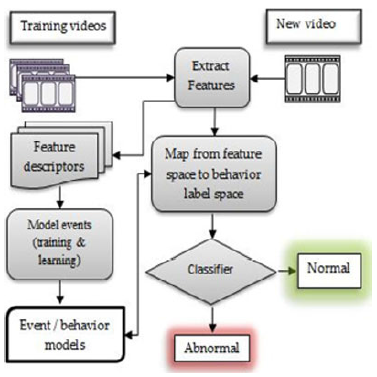 Training videos
New video
Extract
Features
Feature
descriptors
Map from feature
space to behavior
label space
Model events
(training &
learning)
Classifier
Normal
Event / behavior
models
Abnormal